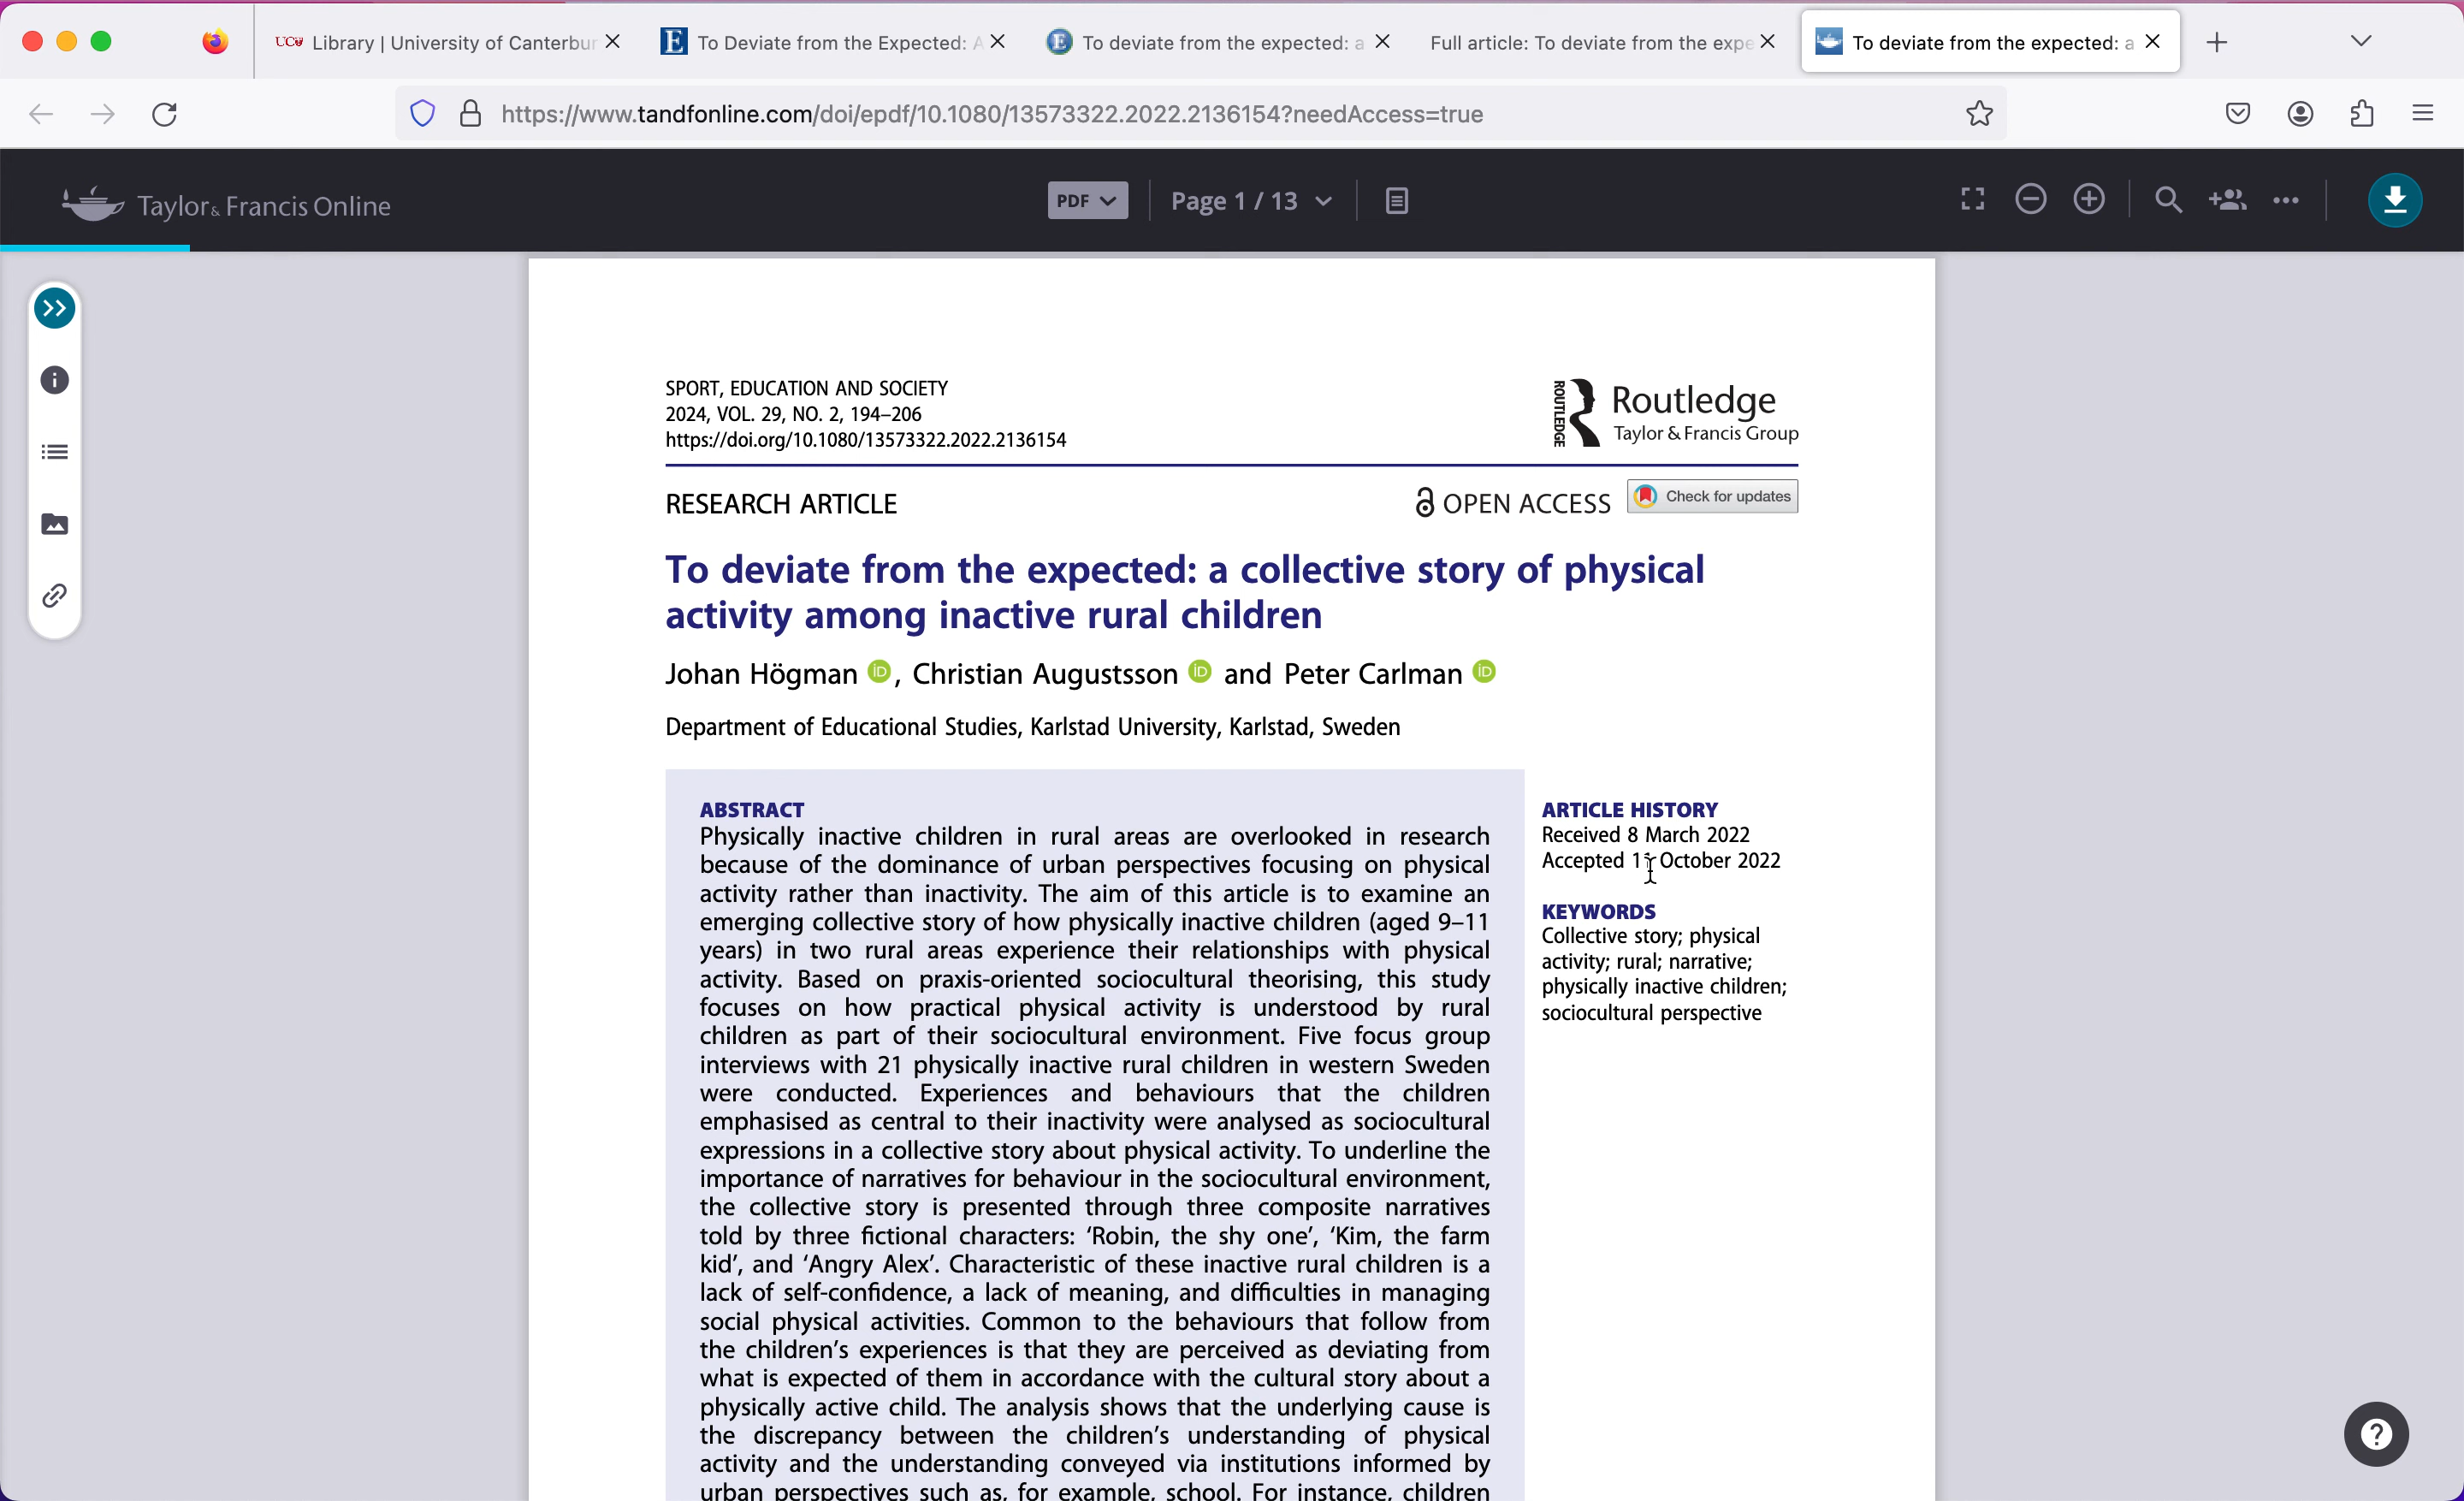 UC Library | University of Canterbur
To Deviate from the Expected: A
To deviate from the expected: a
Full article: To deviate from the expe
To deviate from the expected: a
https://www.tandfonline.com/doi/epdf/10.1080/13573322.2022.2136154?needAccess=true
Taylor & Francis Online
PDF
Page 1 / 13
SPORT, EDUCATION AND SOCIETY
2024, VOL. 29, NO. 2, 194–206
https://doi.org/10.1080/13573322.2022.2136154
ROUTLEDGE
Routledge
Taylor & Francis Group
RESEARCH ARTICLE
OPEN ACCESS
Check for updates
To deviate from the expected: a collective story of physical
activity among inactive rural children
Johan Högman iD, Christian Augustsson iD and Peter Carlman iD
Department of Educational Studies, Karlstad University, Karlstad, Sweden
ABSTRACT
Physically inactive children in rural areas are overlooked in research
because of the dominance of urban perspectives focusing on physical
activity rather than inactivity. The aim of this article is to examine an
emerging collective story of how physically inactive children (aged 9–11
years) in two rural areas experience their relationships with physical
activity. Based on praxis-oriented sociocultural theorising, this study
focuses on how practical physical activity is understood by rural
children as part of their sociocultural environment. Five focus group
interviews with 21 physically inactive rural children in western Sweden
were conducted. Experiences and behaviours that the children
emphasised as central to their inactivity were analysed as sociocultural
expressions in a collective story about physical activity. To underline the
importance of narratives for behaviour in the sociocultural environment,
the collective story is presented through three composite narratives
told by three fictional characters: ‘Robin, the shy one’, ‘Kim, the farm
kid’, and ‘Angry Alex’. Characteristic of these inactive rural children is a
lack of self-confidence, a lack of meaning, and difficulties in managing
social physical activities. Common to the behaviours that follow from
the children’s experiences is that they are perceived as deviating from
what is expected of them in accordance with the cultural story about a
physically active child. The analysis shows that the underlying cause is
the discrepancy between the children’s understanding of physical
activity and the understanding conveyed via institutions informed by
urban perspectives such as, for example, school. For instance, children
ARTICLE HISTORY
Received 8 March 2022
Accepted 11 October 2022
KEYWORDS
Collective story; physical
activity; rural; narrative;
physically inactive children;
sociocultural perspective